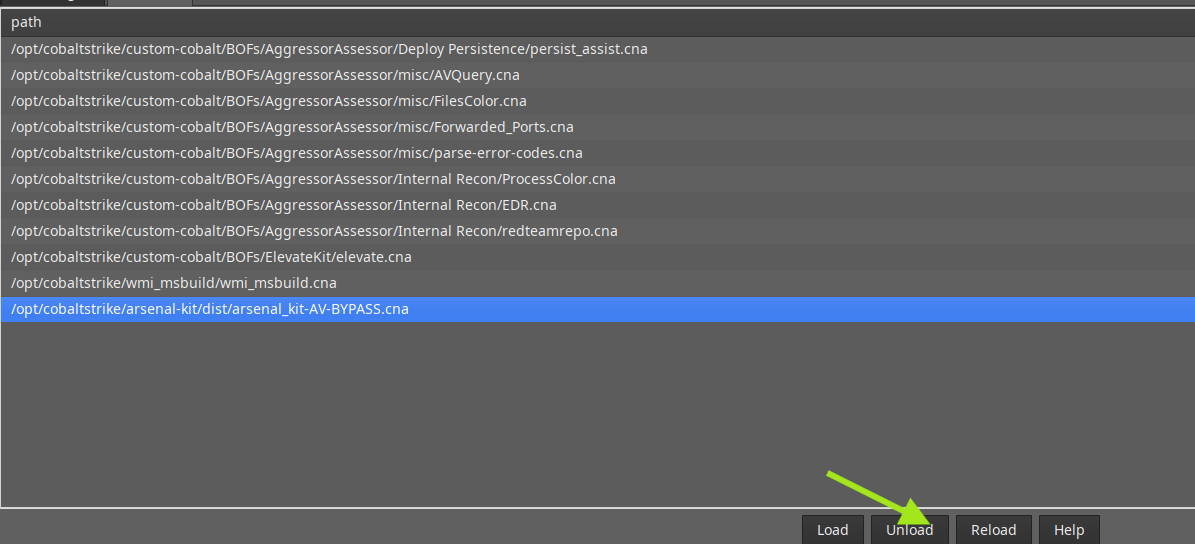 path
/opt/cobaltstrike/custom-cobalt/BOFs/AggressorAssessor/Deploy Persistence/persist_assist.cna
/opt/cobaltstrike/custom-cobalt/BOFs/AggressorAssessor/misc/AVQuery.cna
/opt/cobaltstrike/custom-cobalt/BOFs/AggressorAssessor/misc/FilesColor.cna
/opt/cobaltstrike/custom-cobalt/BOFs/AggressorAssessor/misc/Forwarded_Ports.cna
/opt/cobaltstrike/custom-cobalt/BOFs/AggressorAssessor/misc/parse-error-codes.cna
/opt/cobaltstrike/custom-cobalt/BOFs/AggressorAssessor/Internal Recon/ProcessColor.cna
/opt/cobaltstrike/custom-cobalt/BOFs/AggressorAssessor/Internal Recon/EDR.cna
/opt/cobaltstrike/custom-cobalt/BOFs/AggressorAssessor/Internal Recon/redteamrepo.cna
/opt/cobaltstrike/custom-cobalt/BOFs/ElevateKit/elevate.cna
/opt/cobaltstrike/wmi_msbuild/wmi_msbuild.cna
/opt/cobaltstrike/arsenal-kit/dist/arsenal_kit-AV-BYPASS.cna
Load Unload Reload Help